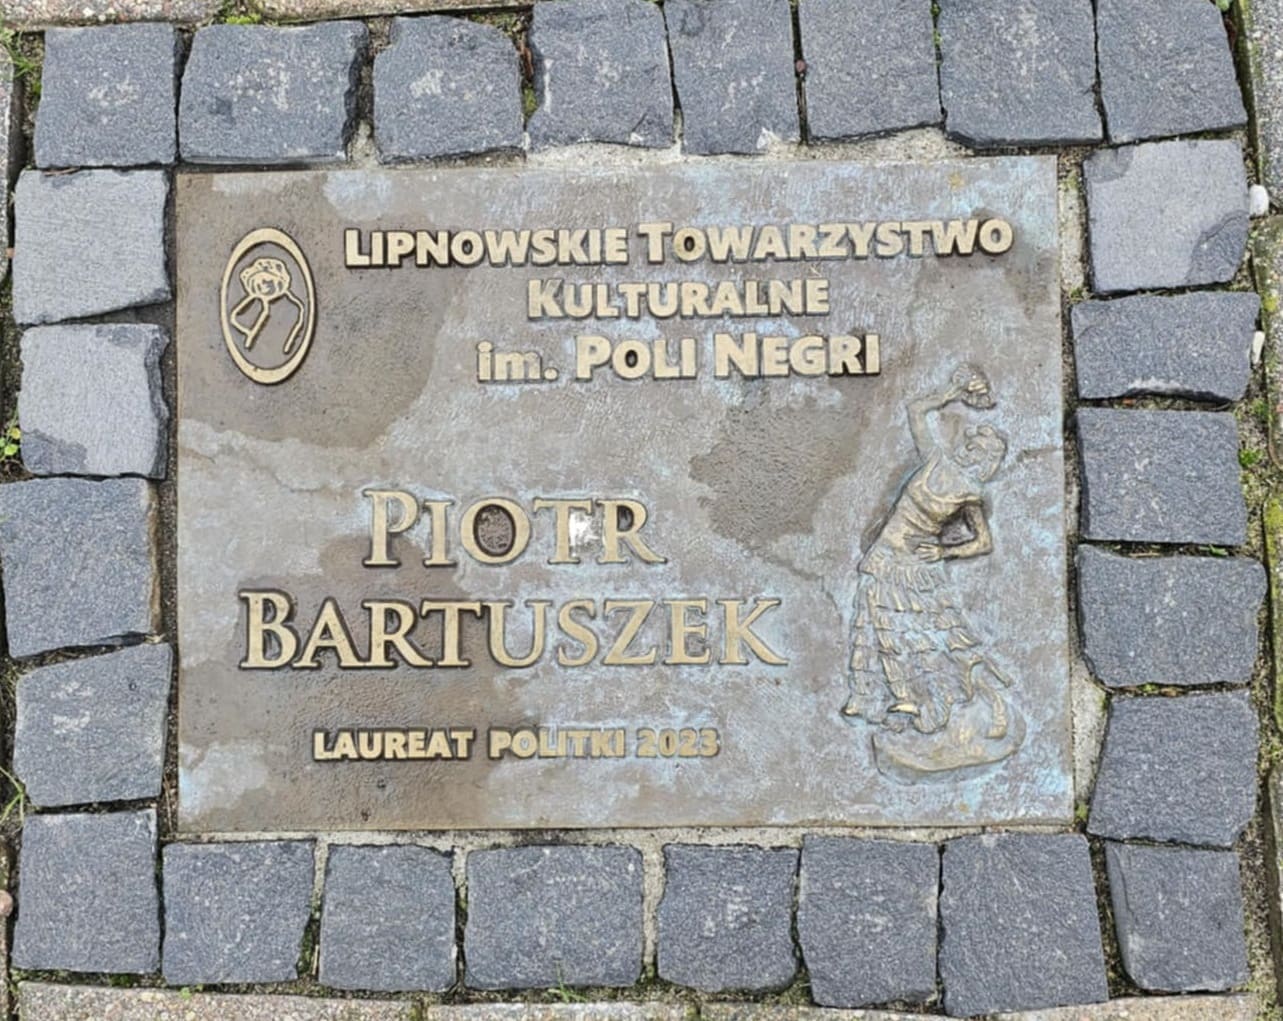 LIPNOWSKIE TOWARZYSTWO
KULTURALNE
im. POLI NEGRI
PIOTR
BARTUSZEK
LAUREAT POLITKI 2023